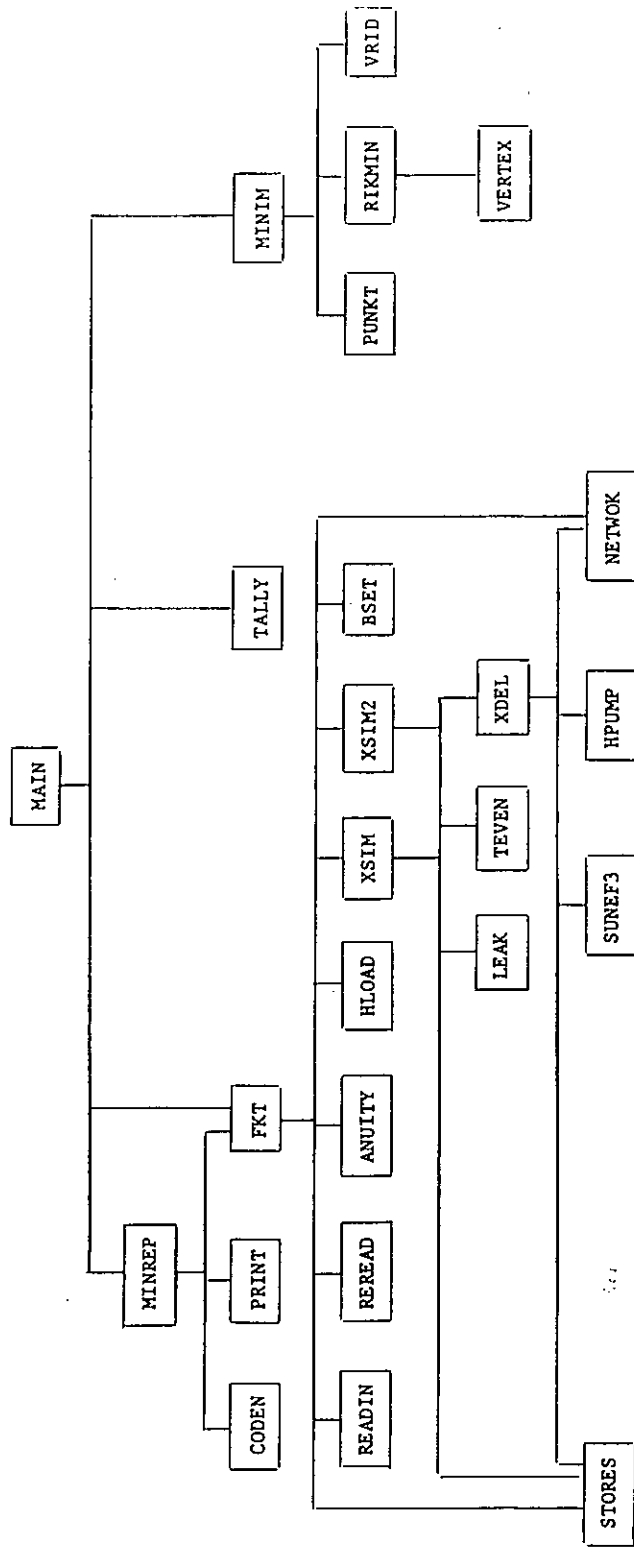 MAIN
MINREP
TALLY
MINIM
CODEN
PRINT
FKT
PUNKT
RIKMIN
VRID
READIN
REREAD
ANUITY
HLOAD
XSIM
XSIM2
BSET
VERTEX
LEAK
TEVEN
XDEL
STORES
SUNEF3
HPUMP
NETWOK